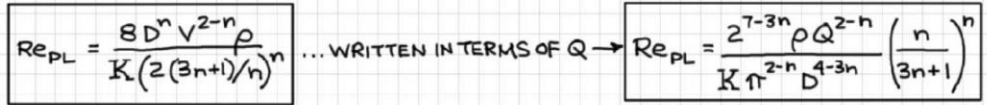 Re_PL = 8 D^n V^{2-n} ρ / K (2 (3n+1)/n)^n ... WRITTEN IN TERMS OF Q → Re_PL = 2^{7-3n} ρ Q^{2-n} / K π^{2-n} D^{4-3n} (n / 3n+1)^n